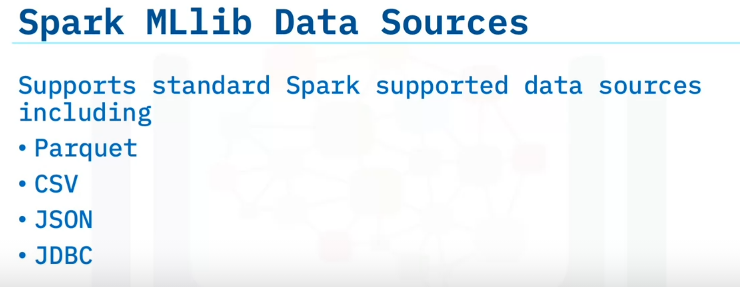 Spark MLlib Data Sources
Supports standard Spark supported data sources
including
• Parquet
• CSV
• JSON
• JDBC